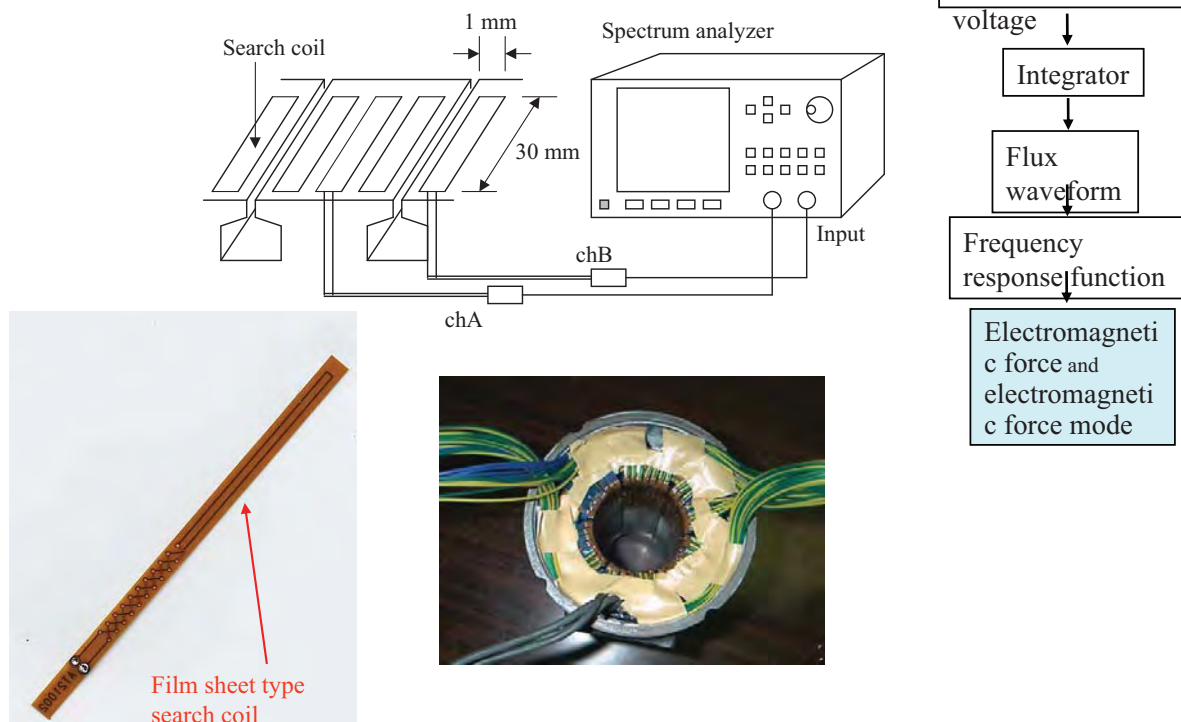 voltage
Integrator
Flux
waveform
Frequency
response function
Electromagneti
c force and
electromagneti
c force mode
1 mm
Search coil
Spectrum analyzer
30 mm
Input
chB
chA
Film sheet type
search coil
YTS100S